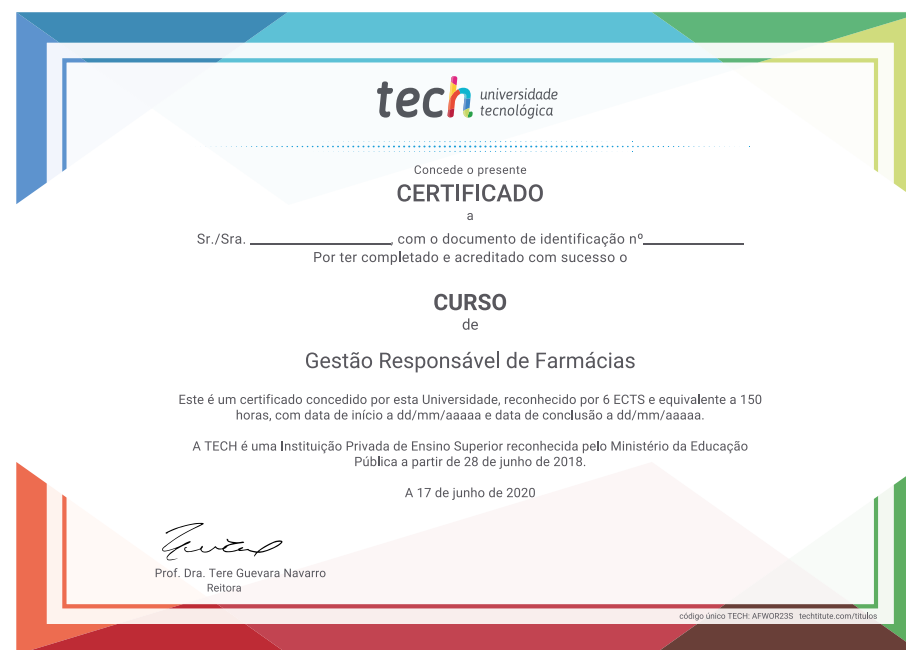 tech universidade
tecnológica
Concede o presente
CERTIFICADO
a
Sr./Sra. ________________, com o documento de identificação nº____________
Por ter completado e acreditado com sucesso o
CURSO
de
Gestão Responsável de Farmácias
Este é um certificado concedido por esta Universidade, reconhecido por 6 ECTS e equivalente a 150
horas, com data de início a dd/mm/aaaaa e data de conclusão a dd/mm/aaaaa.
A TECH é uma Instituição Privada de Ensino Superior reconhecida pelo Ministério da Educação
Pública a partir de 28 de junho de 2018.
A 17 de junho de 2020
Prof. Dra. Tere Guevara Navarro
Reitora
código único TECH: AFWOR23S techtitute.com/titulos